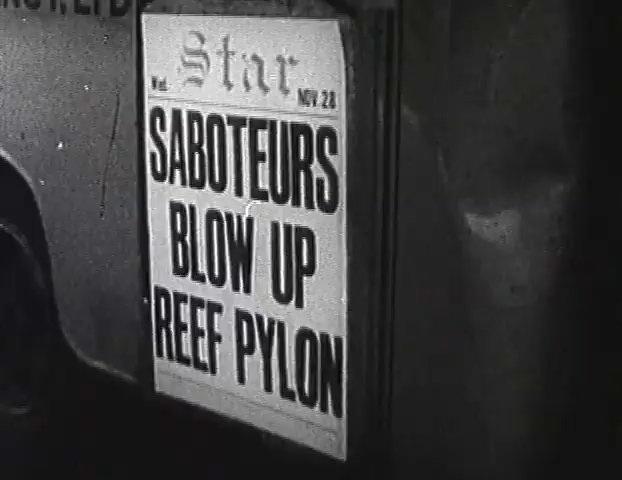 Star
Wed. NOV. 28
SABOTEURS
BLOW UP
REEF PYLON